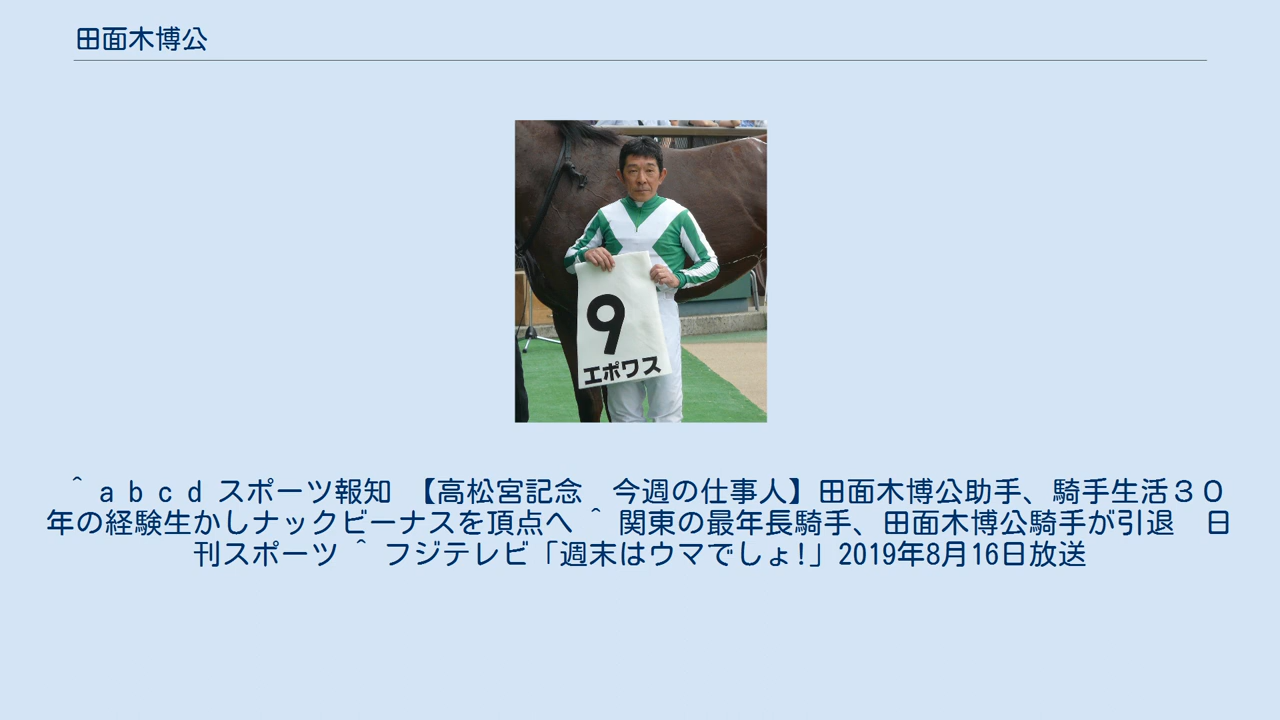 田面木博公
9
エポワス
^ a b c d スポーツ報知 【高松宮記念　今週の仕事人】田面木博公助手、騎手生活３０
年の経験生かしナックビーナスを頂点へ ^ 関東の最年長騎手、田面木博公騎手が引退　日
刊スポーツ ^ フジテレビ「週末はウマでしょ!」2019年8月16日放送